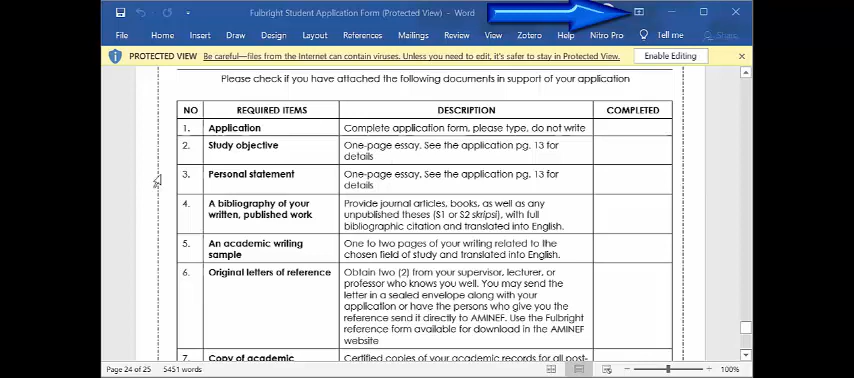 Fulbright Student Application Form (Protected View) - Word
File Home Insert Draw Design Layout References Mailings Review View Zotero Help Nitro Pro Tell me Share
PROTECTED VIEW Be careful—files from the Internet can contain viruses. Unless you need to edit, it's safer to stay in Protected View. Enable Editing
Please check if you have attached the following documents in support of your application
NO REQUIRED ITEMS DESCRIPTION COMPLETED
1. Application Complete application form, please type, do not write
2. Study objective One-page essay. See the application pg. 13 for
details
3. Personal statement One-page essay. See the application pg. 13 for
details
4. A bibliography of your Provide journal articles, books, as well as any
written, published work unpublished theses (S1 or S2 skripsi), with full
bibliographic citation and translated into English.
5. An academic writing One to two pages of your writing related to the
sample chosen field of study and translated into English.
6. Original letters of reference Obtain two (2) from your supervisor, lecturer, or
professor who knows you well. You may send the
letter in a sealed envelope along with your
application or have the persons who give you the
reference send it directly to AMINEF. Use the Fulbright
reference form available for download in the AMINEF
website
7. Copy of academic Certified copies of your academic records for all post-
Page 24 of 25 5451 words 100%